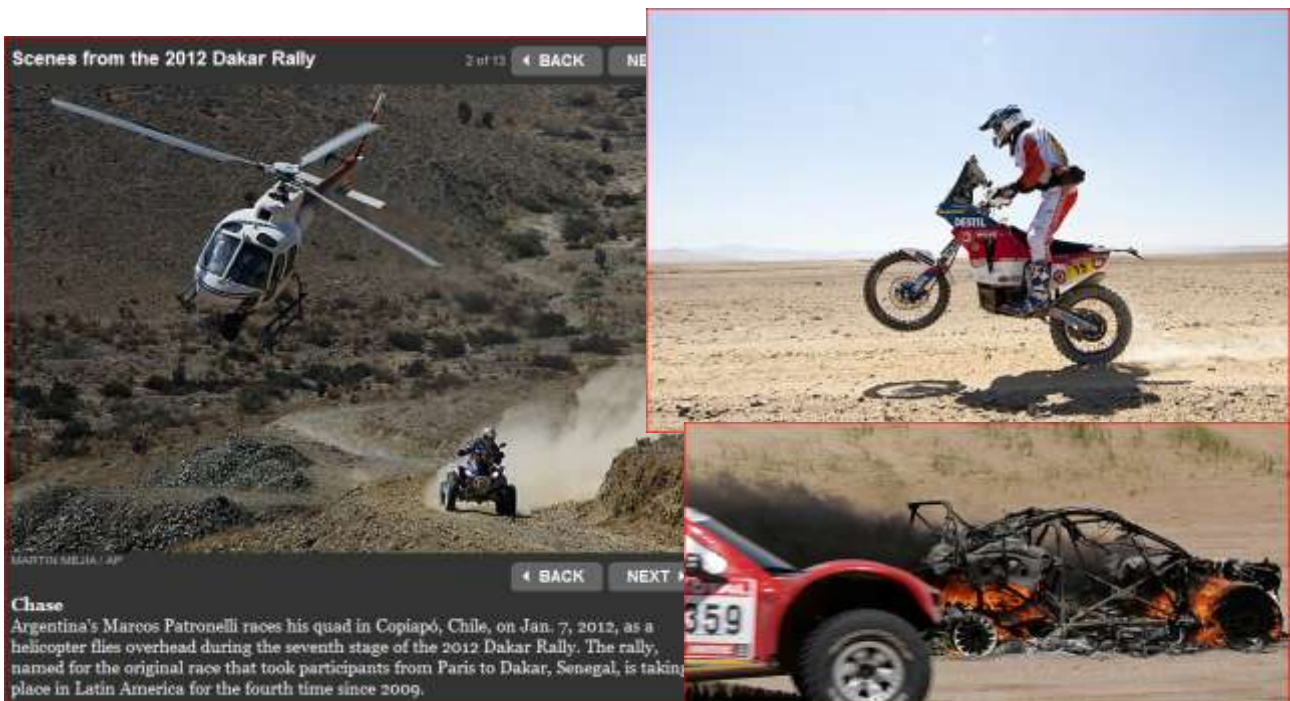 Scenes from the 2012 Dakar Rally
2 of 13
BACK
NE
DESTIL
15
MARTIN MEJIA / AP
BACK
NEXT
359
Chase
Argentina's Marcos Patronelli races his quad in Copiapó, Chile, on Jan. 7, 2012, as a
helicopter flies overhead during the seventh stage of the 2012 Dakar Rally. The rally,
named for the original race that took participants from Paris to Dakar, Senegal, is taking
place in Latin America for the fourth time since 2009.